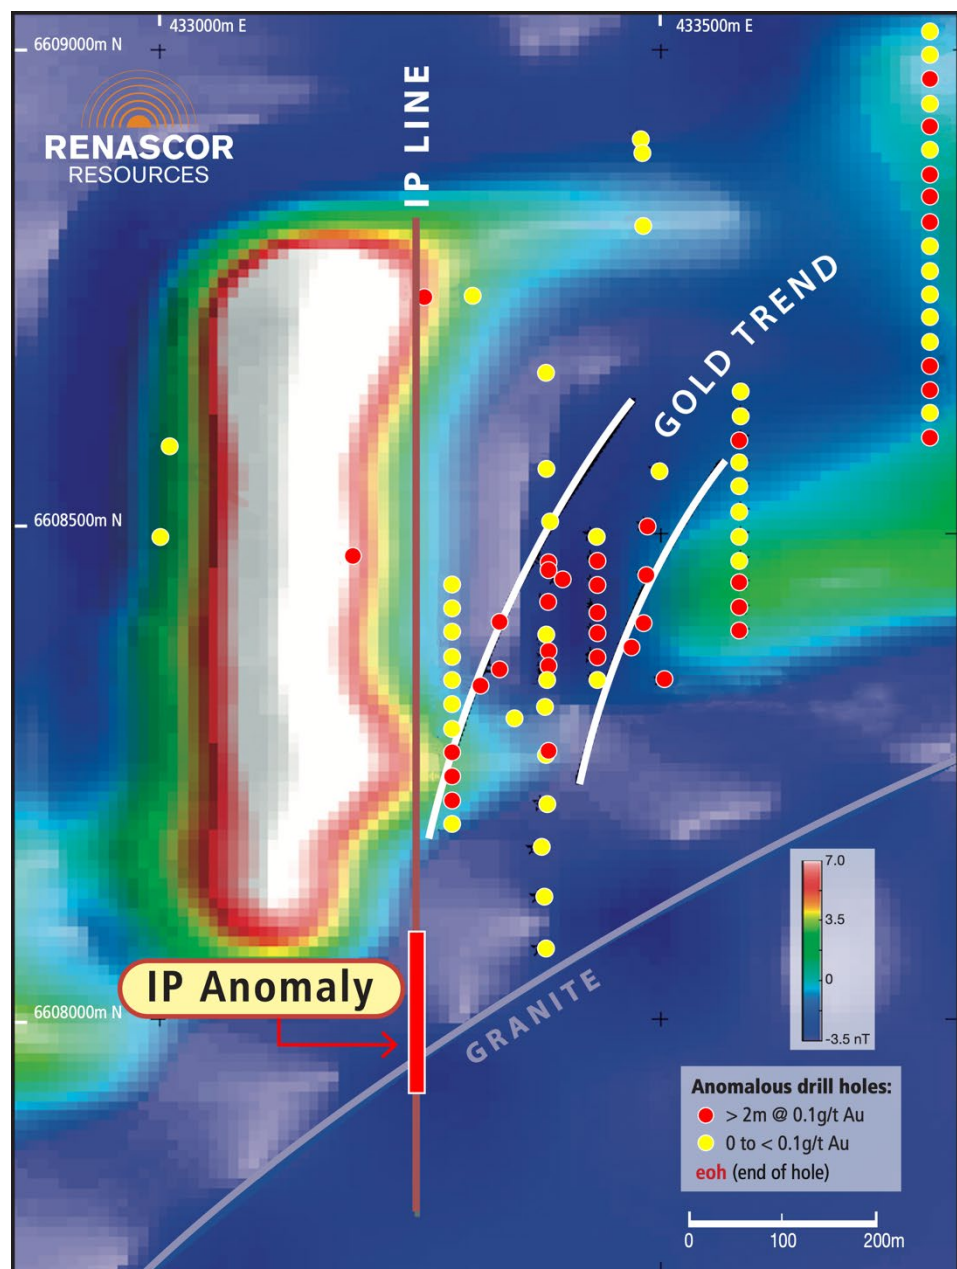 433000m E
433500m E
6609000m N
RENASCOR
RESOURCES
IP LINE
GOLD TREND
6608500m N
7.0
3.5
0
-3.5 nT
IP Anomaly
GRANITE
6608000m N
Anomalous drill holes:
> 2m @ 0.1g/t Au
0 to < 0.1g/t Au
eoh (end of hole)
0 100 200m